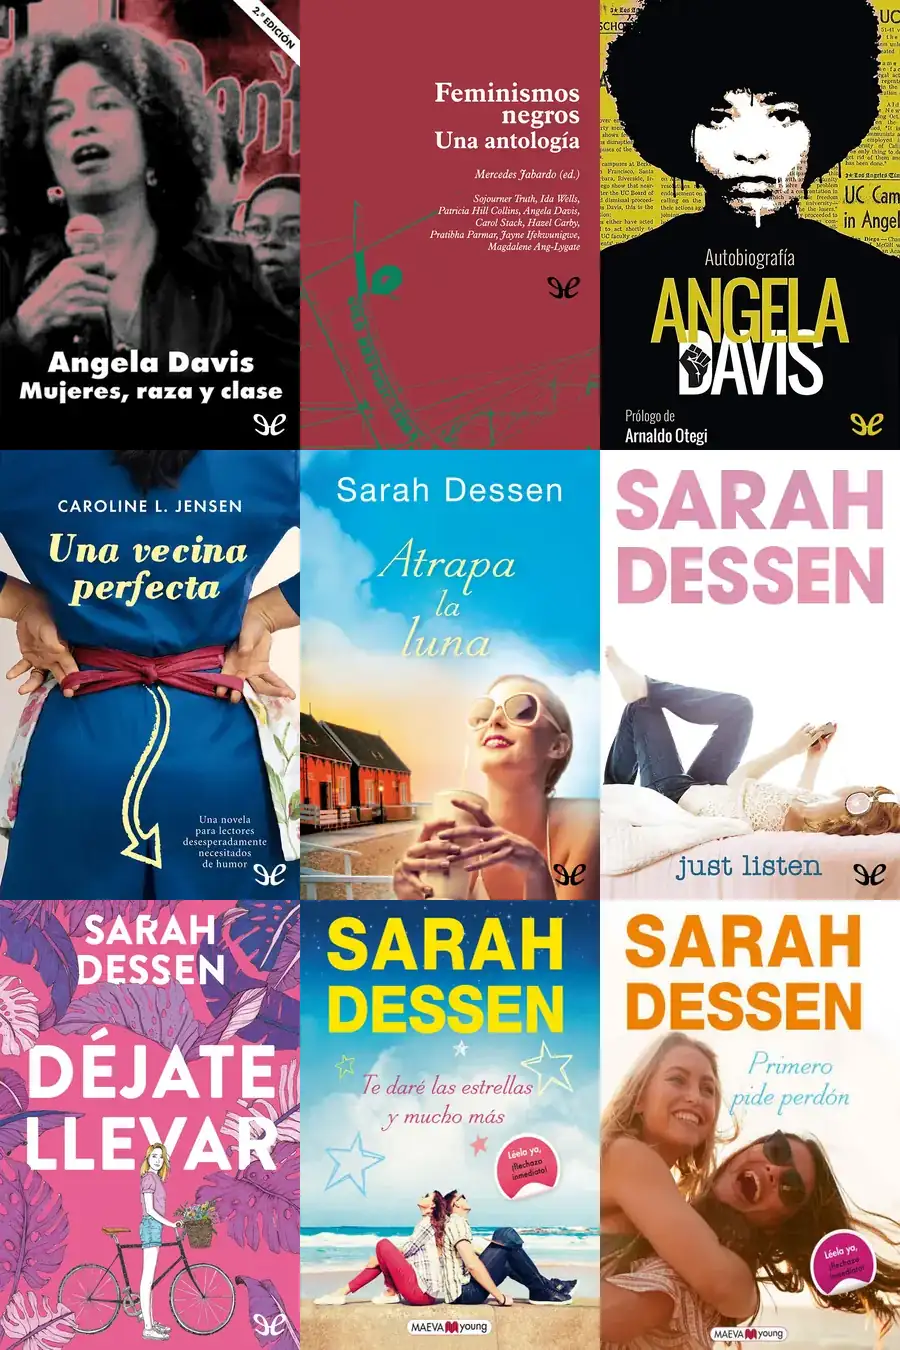 2.ª EDICIÓN
Angela Davis
Mujeres, raza y clase
Feminismos
negros
Una antología
Mercedes Jabardo (ed.)
Sojourner Truth, Ida Wells,
Patricia Hill Collins, Angela Davis,
Carol Stack, Hazel Carby,
Pratibha Parmar, Jayne Ifekwunigwe,
Magdalene Ang-Lygate
UC Cam
in Angel
Autobiografía
ANGELA
DAVIS
Prólogo de
Arnaldo Otegi
CAROLINE L. JENSEN
Una vecina
perfecta
Una novela
para lectores
desesperadamente
necesitados
de humor
Sarah Dessen
Atrapa
la
luna
SARAH
DESSEN
just listen
SARAH
DESSEN
DÉJATE
LLEVAR
SARAH
DESSEN
Te daré las estrellas
y mucho más
Léela ya,
¡flechazo
inmediato!
MAEVA young
SARAH
DESSEN
Primero
pide perdón
Léela ya,
¡flechazo
inmediato!
MAEVA young